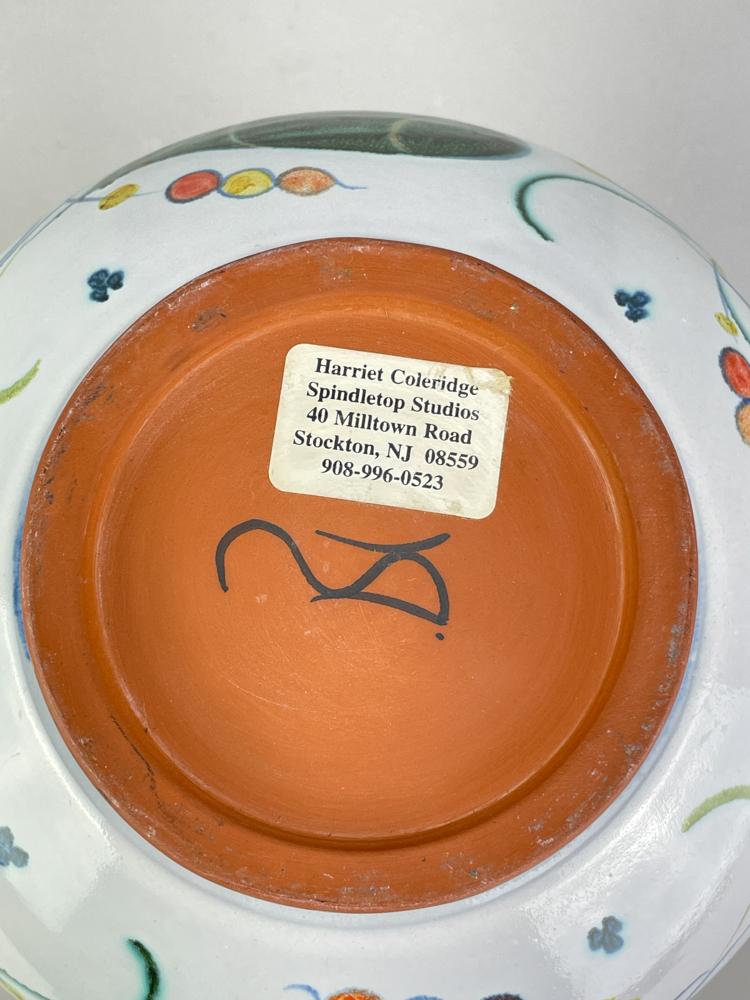 Harriet Coleridge
Spindletop Studios
40 Milltown Road
Stockton, NJ 08559
908-996-0523